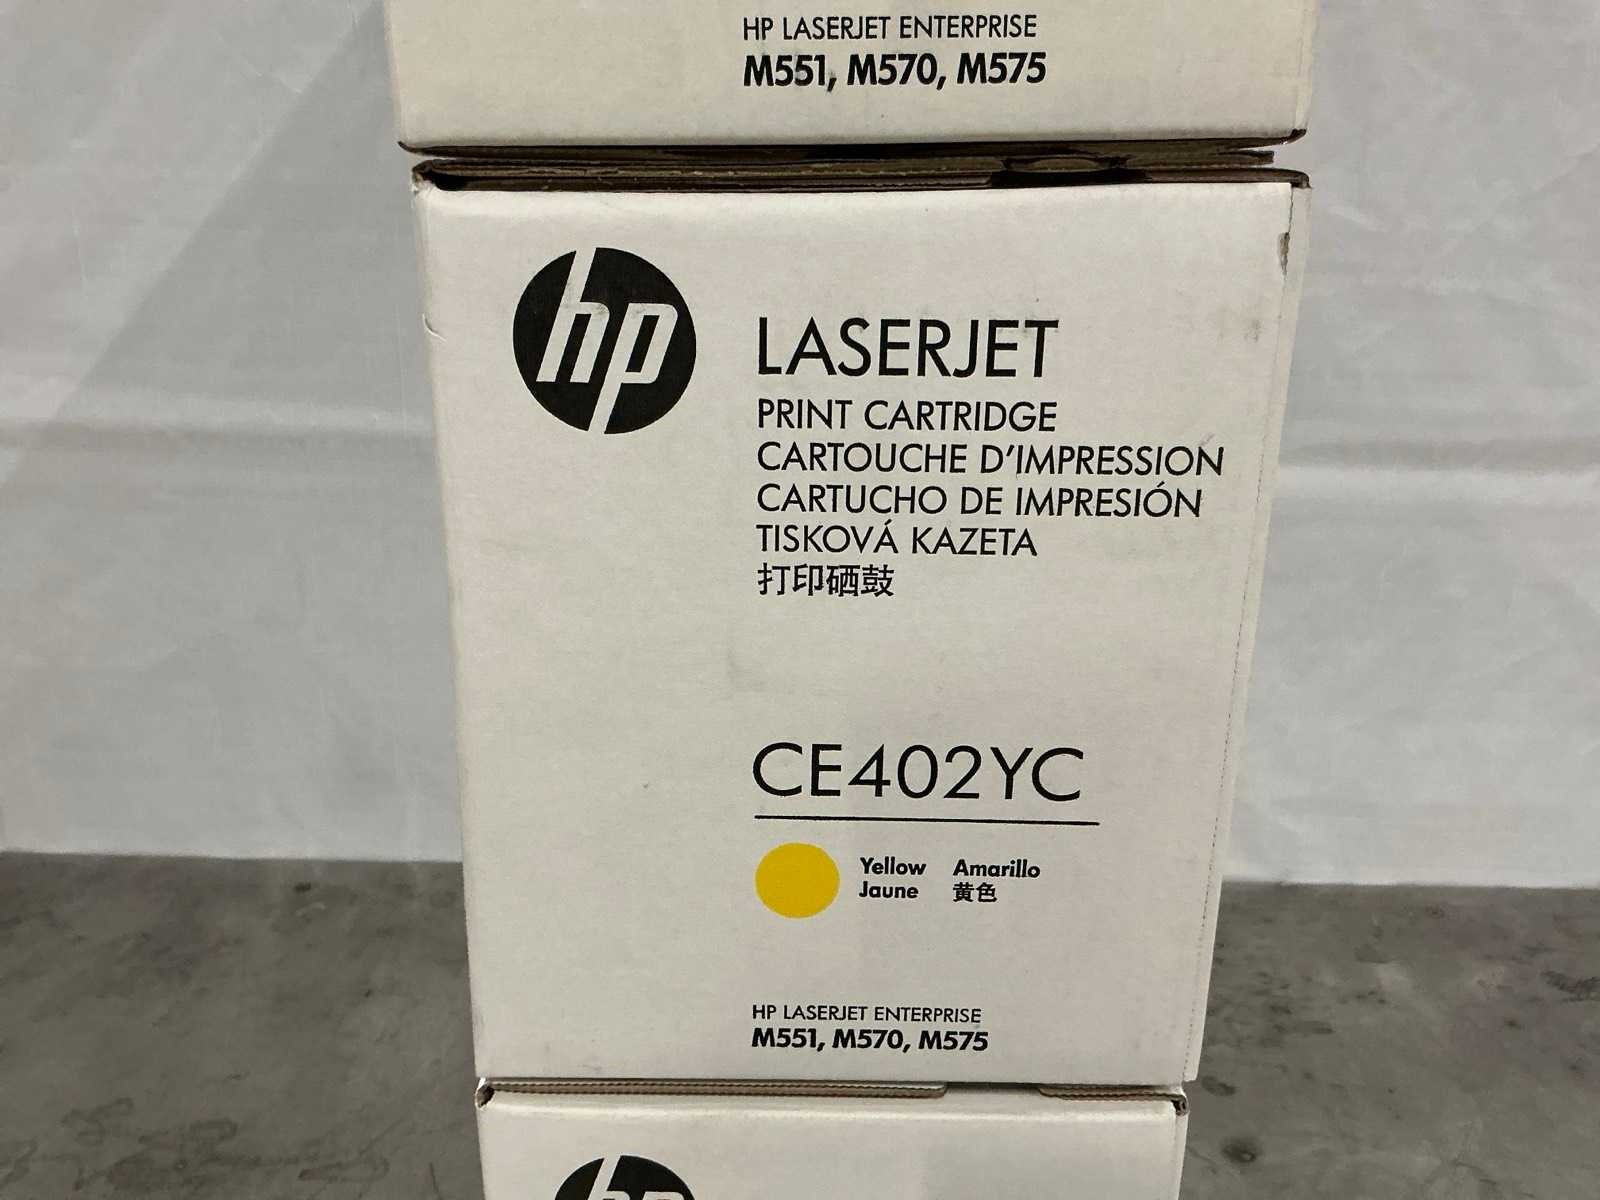 HP LASERJET ENTERPRISE
M551, M570, M575
hp
LASERJET
PRINT CARTRIDGE
CARTOUCHE D'IMPRESSION
CARTUCHO DE IMPRESIÓN
TISKOVÁ KAZETA
打印硒鼓
CE402YC
Yellow Amarillo
Jaune 黄色
HP LASERJET ENTERPRISE
M551, M570, M575
hp